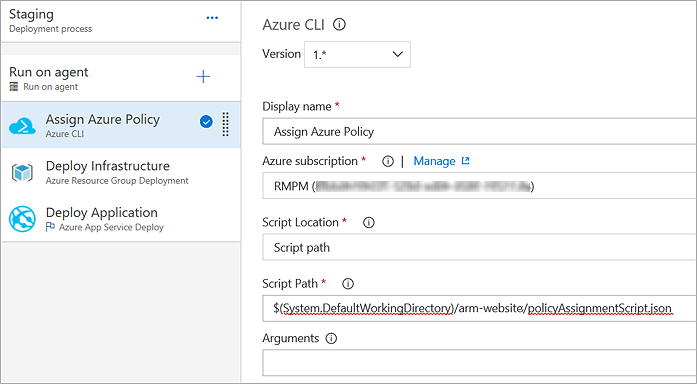 Staging
Deployment process
Run on agent
Run on agent
Assign Azure Policy
Azure CLI
Deploy Infrastructure
Azure Resource Group Deployment
Deploy Application
Azure App Service Deploy
Azure CLI
Version 1.*
Display name *
Assign Azure Policy
Azure subscription * | Manage
RMPM ( )
Script Location *
Script path
Script Path *
$(System.DefaultWorkingDirectory)/arm-website/policyAssignmentScript.json
Arguments